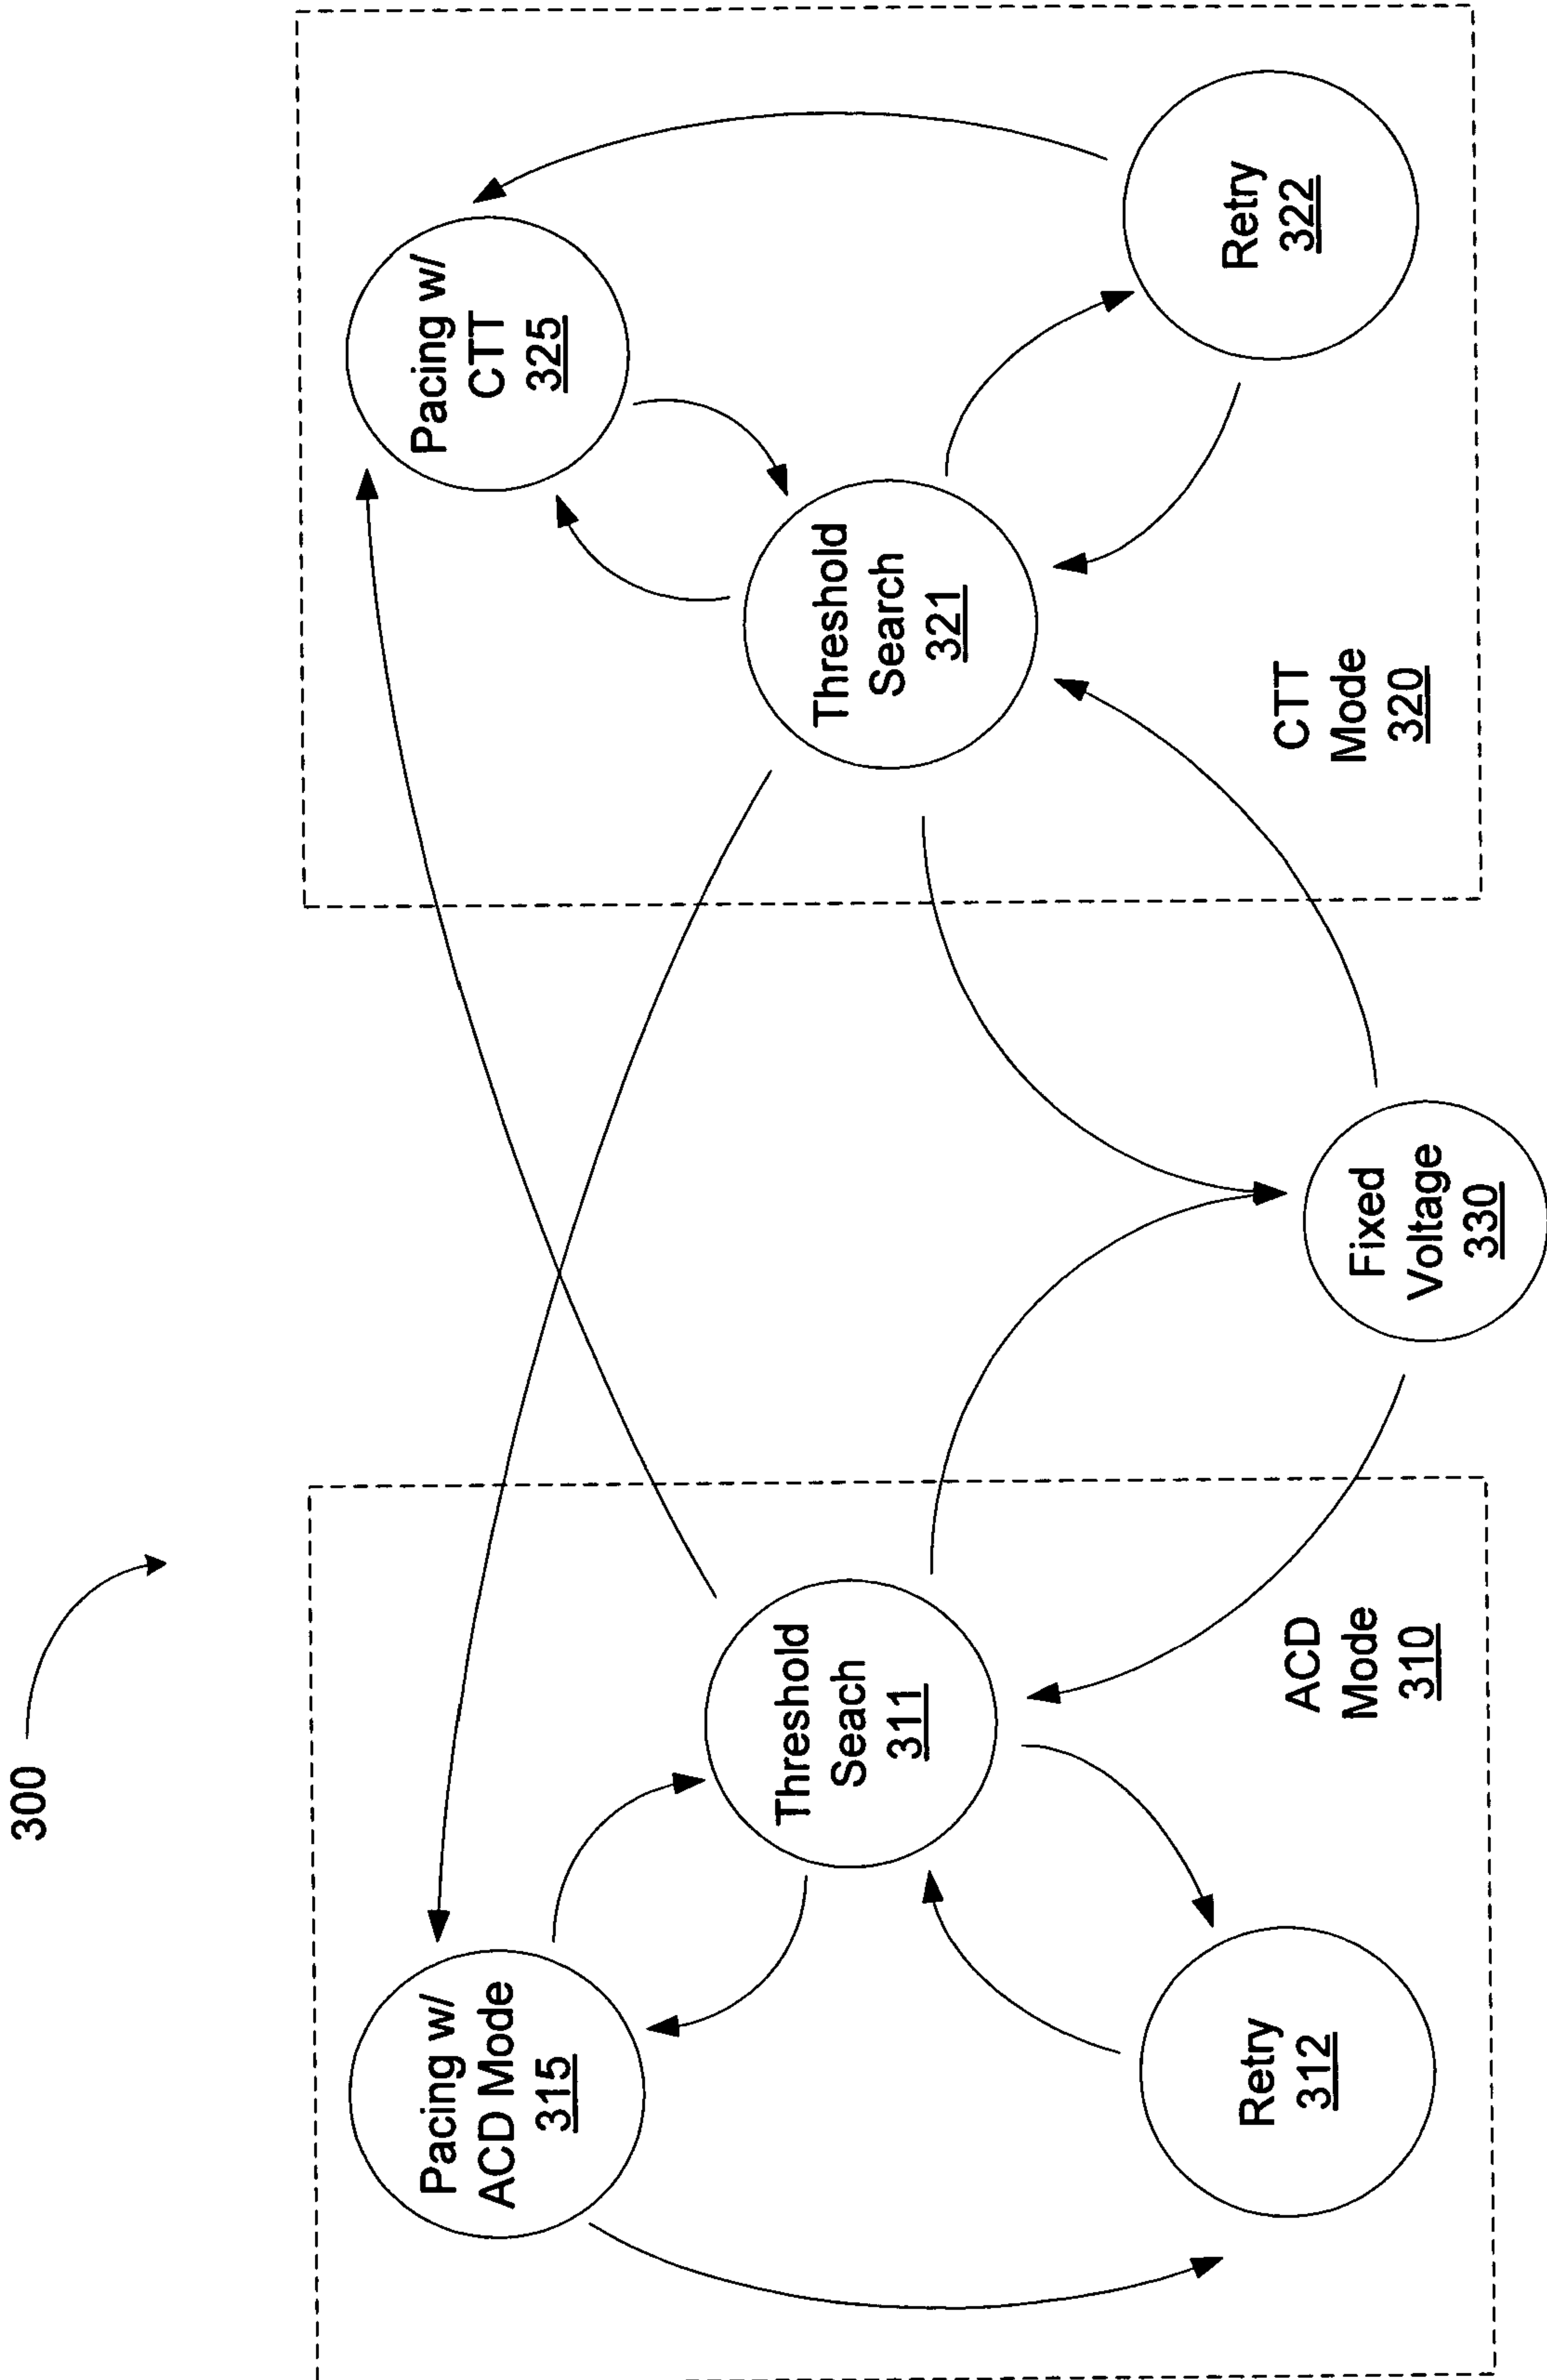 300
Pacing w/
ACD Mode
315
Threshold
Seach
311
Retry
312
ACD
Mode
310
Fixed
Voltage
330
Pacing w/
CTT
325
Threshold
Search
321
Retry
322
CTT
Mode
320